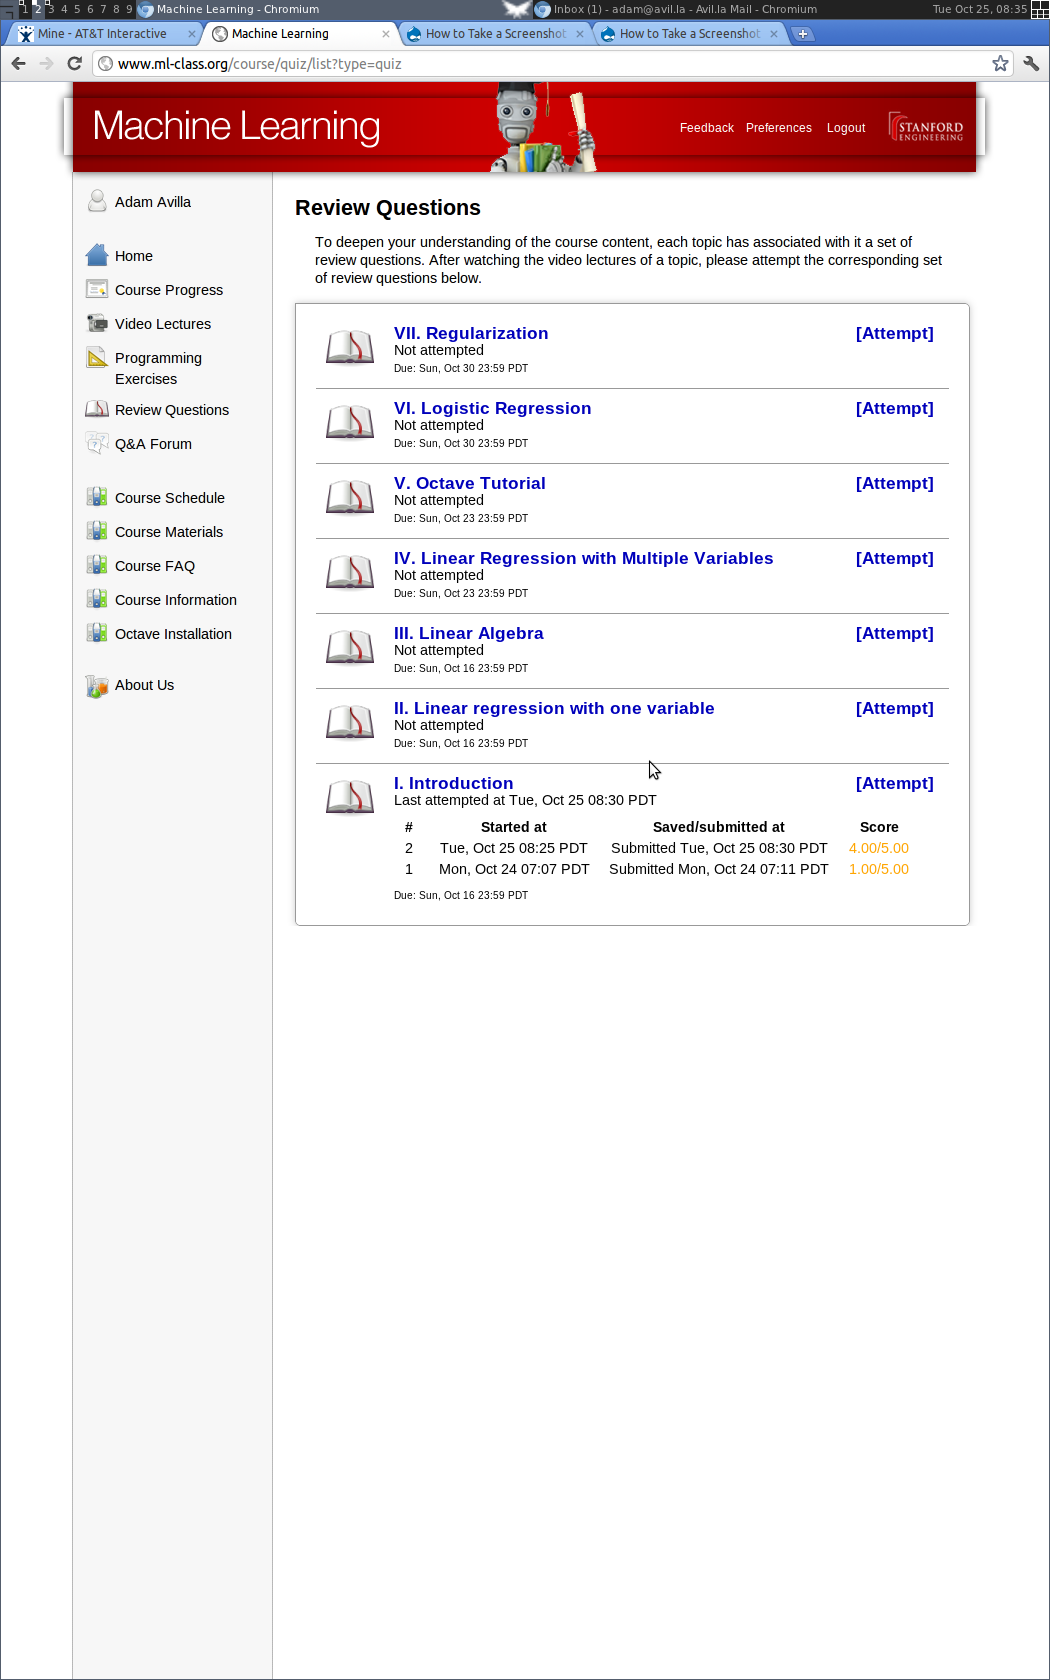 1 2 3 4 5 6 7 8 9 Machine Learning - Chromium Inbox (1) - adam@avil.la - Avil.la Mail - Chromium Tue Oct 25, 08:35
Mine - AT&T Interactive Machine Learning How to Take a Screenshot How to Take a Screenshot
www.ml-class.org/course/quiz/list?type=quiz
Machine Learning
Feedback Preferences Logout
STANFORD
ENGINEERING
Adam Avilla
Home
Course Progress
Video Lectures
Programming
Exercises
Review Questions
Q&A Forum
Course Schedule
Course Materials
Course FAQ
Course Information
Octave Installation
About Us
Review Questions
To deepen your understanding of the course content, each topic has associated with it a set of
review questions. After watching the video lectures of a topic, please attempt the corresponding set
of review questions below.
VII. Regularization [Attempt]
Not attempted
Due: Sun, Oct 30 23:59 PDT
VI. Logistic Regression [Attempt]
Not attempted
Due: Sun, Oct 30 23:59 PDT
V. Octave Tutorial [Attempt]
Not attempted
Due: Sun, Oct 23 23:59 PDT
IV. Linear Regression with Multiple Variables [Attempt]
Not attempted
Due: Sun, Oct 23 23:59 PDT
III. Linear Algebra [Attempt]
Not attempted
Due: Sun, Oct 16 23:59 PDT
II. Linear regression with one variable [Attempt]
Not attempted
Due: Sun, Oct 16 23:59 PDT
I. Introduction [Attempt]
Last attempted at Tue, Oct 25 08:30 PDT
# Started at Saved/submitted at Score
2 Tue, Oct 25 08:25 PDT Submitted Tue, Oct 25 08:30 PDT 4.00/5.00
1 Mon, Oct 24 07:07 PDT Submitted Mon, Oct 24 07:11 PDT 1.00/5.00
Due: Sun, Oct 16 23:59 PDT